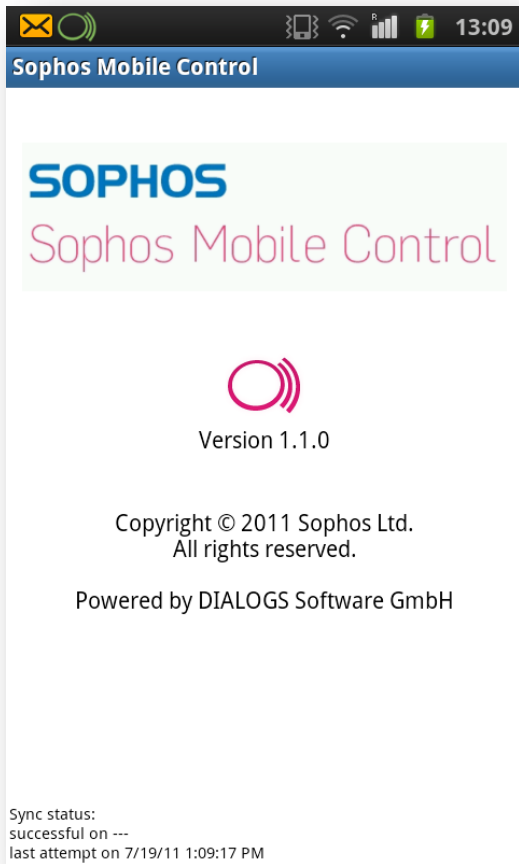 R
13:09
Sophos Mobile Control
SOPHOS
Sophos Mobile Control
Version 1.1.0
Copyright © 2011 Sophos Ltd.
All rights reserved.
Powered by DIALOGS Software GmbH
Sync status:
successful on ---
last attempt on 7/19/11 1:09:17 PM